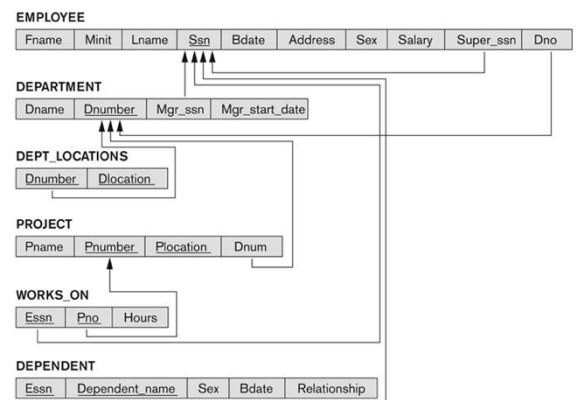 EMPLOYEE
Fname Minit Lname Ssn Bdate Address Sex Salary Super_ssn Dno
DEPARTMENT
Dname Dnumber Mgr_ssn Mgr_start_date
DEPT_LOCATIONS
Dnumber Dlocation
PROJECT
Pname Pnumber Plocation Dnum
WORKS_ON
Essn Pno Hours
DEPENDENT
Essn Dependent_name Sex Bdate Relationship